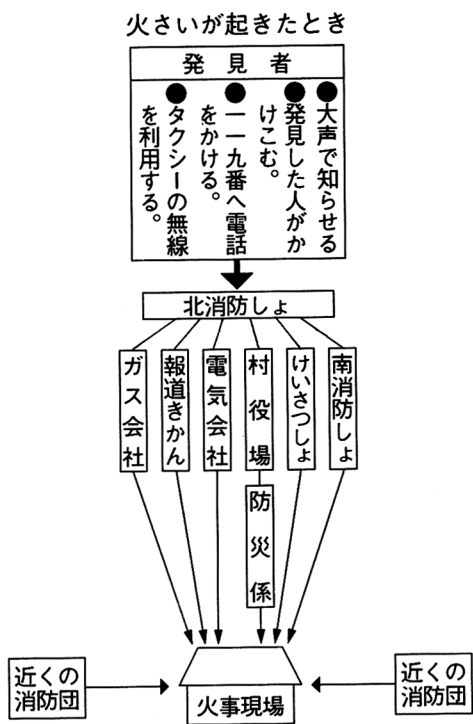 火さいが起きたとき
発見者
●大声で知らせる
●発見した人がか
けこむ。
●一一九番へ電話
をかける。
●タクシーの無線
を利用する。
北消防しょ
南消防しょ
けいさつしょ
村役場
防災係
電気会社
報道きかん
ガス会社
近くの
消防団
火事現場
近くの
消防団